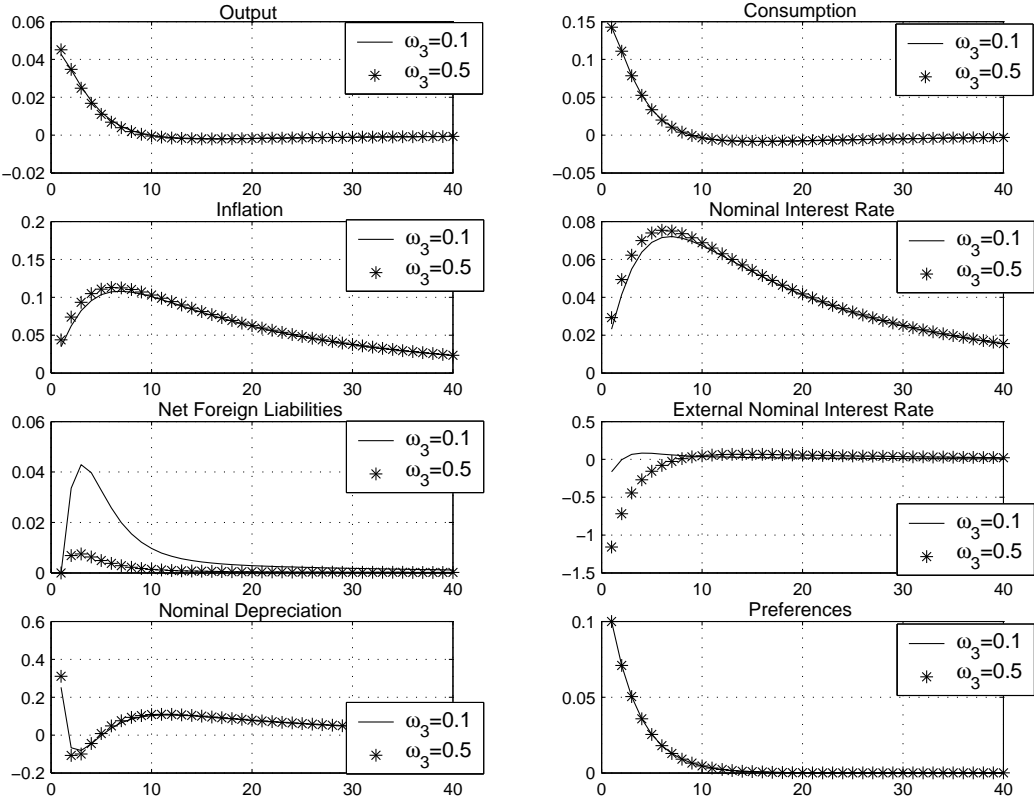 Output
0.06
0.04
0.02
0
−0.02
0 10 20 30 40
ω3=0.1
ω3=0.5
Consumption
0.15
0.10
0.05
0
−0.05
0 10 20 30 40
ω3=0.1
ω3=0.5
Inflation
0.2
0.15
0.1
0.05
0
0 10 20 30 40
ω3=0.1
ω3=0.5
Nominal Interest Rate
0.08
0.06
0.04
0.02
0
0 10 20 30 40
ω3=0.1
ω3=0.5
Net Foreign Liabilities
0.06
0.04
0.02
0
0 10 20 30 40
ω3=0.1
ω3=0.5
External Nominal Interest Rate
0.5
0
−0.5
−1
−1.5
0 10 20 30 40
ω3=0.1
ω3=0.5
Nominal Depreciation
0.6
0.4
0.2
0
−0.2
0 10 20 30 40
ω3=0.1
ω3=0.5
Preferences
0.1
0.05
0
0 10 20 30 40
ω3=0.1
ω3=0.5